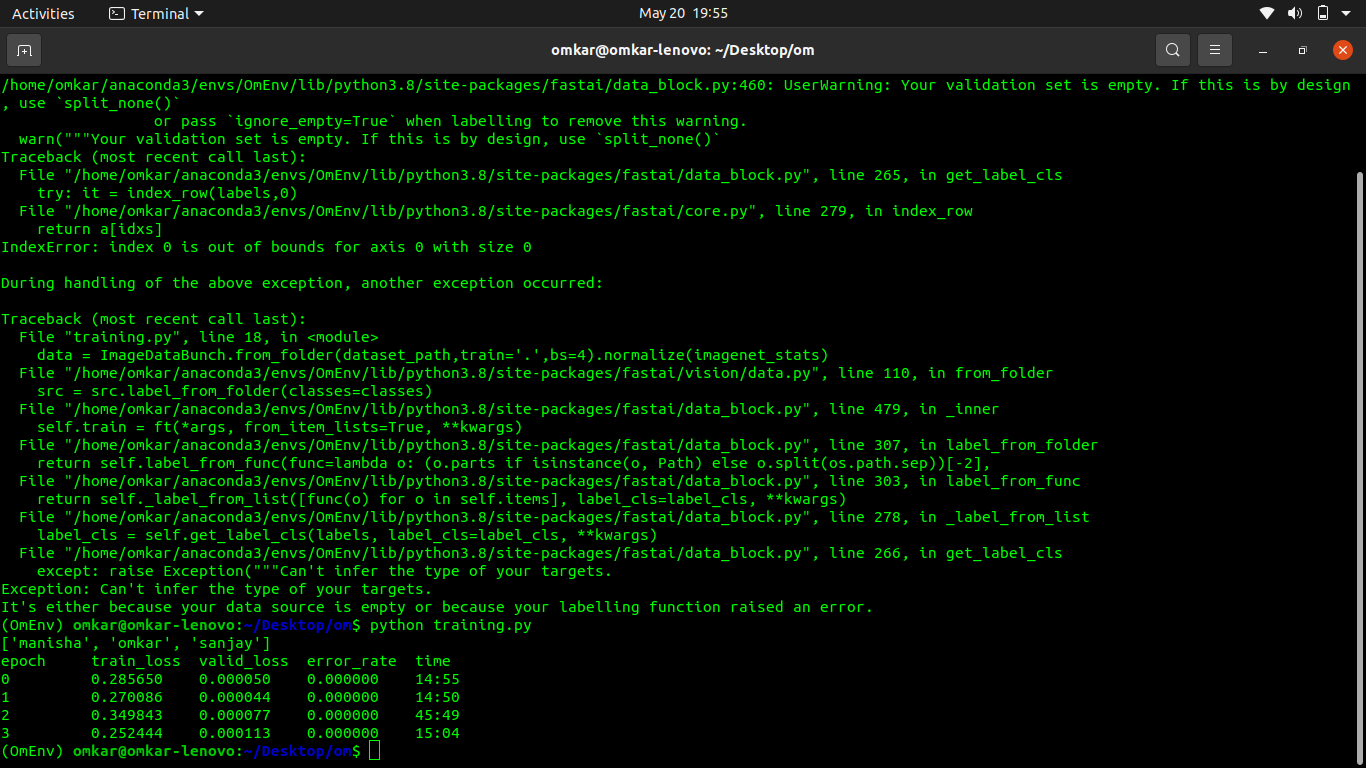 Activities Terminal May 20 19:55
omkar@omkar-lenovo: ~/Desktop/om
/home/omkar/anaconda3/envs/OmEnv/lib/python3.8/site-packages/fastai/data_block.py:460: UserWarning: Your validation set is empty. If this is by design
, use `split_none()`
                 or pass `ignore_empty=True` when labelling to remove this warning.
  warn("""Your validation set is empty. If this is by design, use `split_none()`
Traceback (most recent call last):
  File "/home/omkar/anaconda3/envs/OmEnv/lib/python3.8/site-packages/fastai/data_block.py", line 265, in get_label_cls
    try: it = index_row(labels,0)
  File "/home/omkar/anaconda3/envs/OmEnv/lib/python3.8/site-packages/fastai/core.py", line 279, in index_row
    return a[idxs]
IndexError: index 0 is out of bounds for axis 0 with size 0

During handling of the above exception, another exception occurred:

Traceback (most recent call last):
  File "training.py", line 18, in <module>
    data = ImageDataBunch.from_folder(dataset_path,train='.',bs=4).normalize(imagenet_stats)
  File "/home/omkar/anaconda3/envs/OmEnv/lib/python3.8/site-packages/fastai/vision/data.py", line 110, in from_folder
    src = src.label_from_folder(classes=classes)
  File "/home/omkar/anaconda3/envs/OmEnv/lib/python3.8/site-packages/fastai/data_block.py", line 479, in _inner
    self.train = ft(*args, from_item_lists=True, **kwargs)
  File "/home/omkar/anaconda3/envs/OmEnv/lib/python3.8/site-packages/fastai/data_block.py", line 307, in label_from_folder
    return self.label_from_func(func=lambda o: (o.parts if isinstance(o, Path) else o.split(os.path.sep))[-2],
  File "/home/omkar/anaconda3/envs/OmEnv/lib/python3.8/site-packages/fastai/data_block.py", line 303, in label_from_func
    return self._label_from_list([func(o) for o in self.items], label_cls=label_cls, **kwargs)
  File "/home/omkar/anaconda3/envs/OmEnv/lib/python3.8/site-packages/fastai/data_block.py", line 278, in _label_from_list
    label_cls = self.get_label_cls(labels, label_cls=label_cls, **kwargs)
  File "/home/omkar/anaconda3/envs/OmEnv/lib/python3.8/site-packages/fastai/data_block.py", line 266, in get_label_cls
    except: raise Exception("""Can't infer the type of your targets.
Exception: Can't infer the type of your targets.
It's either because your data source is empty or because your labelling function raised an error.
(OmEnv) omkar@omkar-lenovo:~/Desktop/om$ python training.py
['manisha', 'omkar', 'sanjay']
epoch     train_loss  valid_loss  error_rate  time
0         0.285650    0.000050    0.000000    14:55
1         0.270086    0.000044    0.000000    14:50
2         0.349843    0.000077    0.000000    45:49
3         0.252444    0.000113    0.000000    15:04
(OmEnv) omkar@omkar-lenovo:~/Desktop/om$